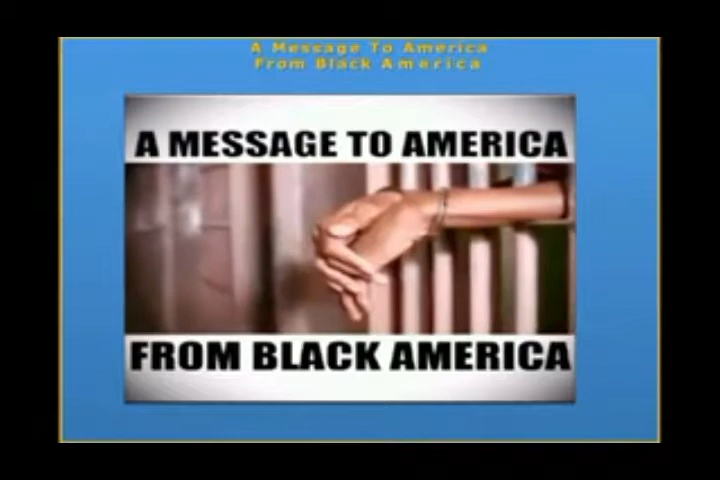 A Message To America
From Black America
A MESSAGE TO AMERICA
FROM BLACK AMERICA